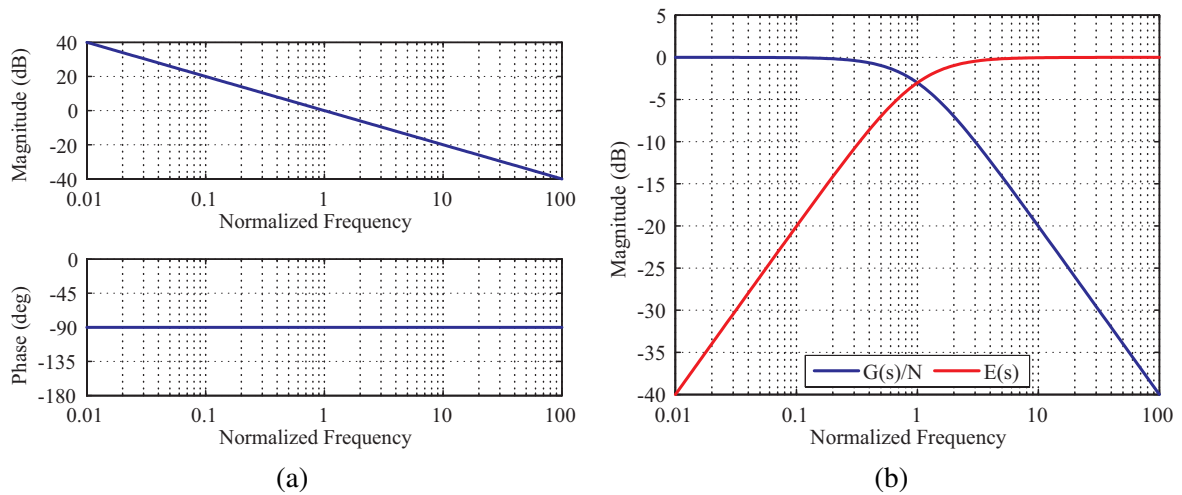 40
20
0
-20
-40
Magnitude (dB)
0.01 0.1 1 10 100
Normalized Frequency
0
-45
-90
-135
-180
Phase (deg)
0.01 0.1 1 10 100
Normalized Frequency
(a)
5
0
-5
-10
-15
-20
-25
-30
-35
-40
Magnitude (dB)
G(s)/N E(s)
0.01 0.1 1 10 100
Normalized Frequency
(b)